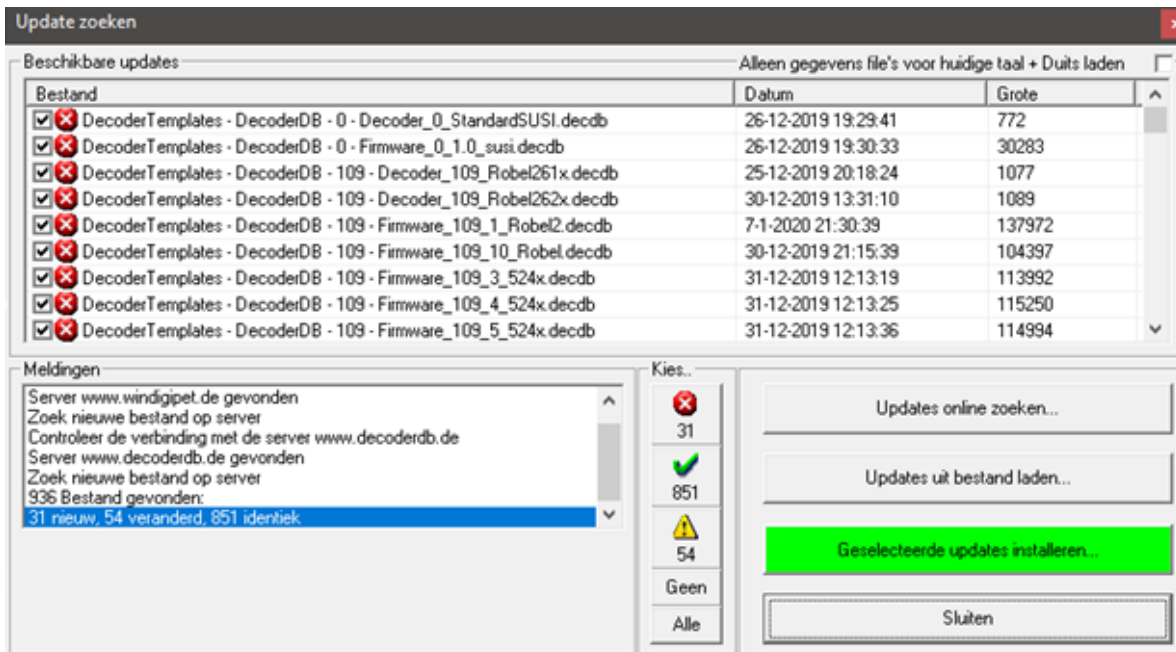 Update zoeken
Beschikbare updates
Alleen gegevens file's voor huidige taal + Duits laden
Bestand Datum Grote
DecoderTemplates - DecoderDB - 0 - Decoder_0_StandardSUSI.decdb 26-12-2019 19:29:41 772
DecoderTemplates - DecoderDB - 0 - Firmware_0_1.0_susi.decdb 26-12-2019 19:30:33 30283
DecoderTemplates - DecoderDB - 109 - Decoder_109_Robel261x.decdb 25-12-2019 20:18:24 1077
DecoderTemplates - DecoderDB - 109 - Decoder_109_Robel262x.decdb 30-12-2019 13:31:10 1089
DecoderTemplates - DecoderDB - 109 - Firmware_109_1_Robel2.decdb 7-1-2020 21:30:39 137972
DecoderTemplates - DecoderDB - 109 - Firmware_109_10_Robel.decdb 30-12-2019 21:15:39 104397
DecoderTemplates - DecoderDB - 109 - Firmware_109_3_524x.decdb 31-12-2019 12:13:19 113992
DecoderTemplates - DecoderDB - 109 - Firmware_109_4_524x.decdb 31-12-2019 12:13:25 115250
DecoderTemplates - DecoderDB - 109 - Firmware_109_5_524x.decdb 31-12-2019 12:13:36 114994
Meldingen
Server www.windigipet.de gevonden
Zoek nieuwe bestand op server
Controleer de verbinding met de server www.decoderdb.de
Server www.decoderdb.de gevonden
Zoek nieuwe bestand op server
936 Bestand gevonden:
31 nieuw, 54 veranderd, 851 identiek
Kies..
31
851
54
Geen
Alle
Updates online zoeken...
Updates uit bestand laden...
Geselecteerde updates installeren...
Sluiten